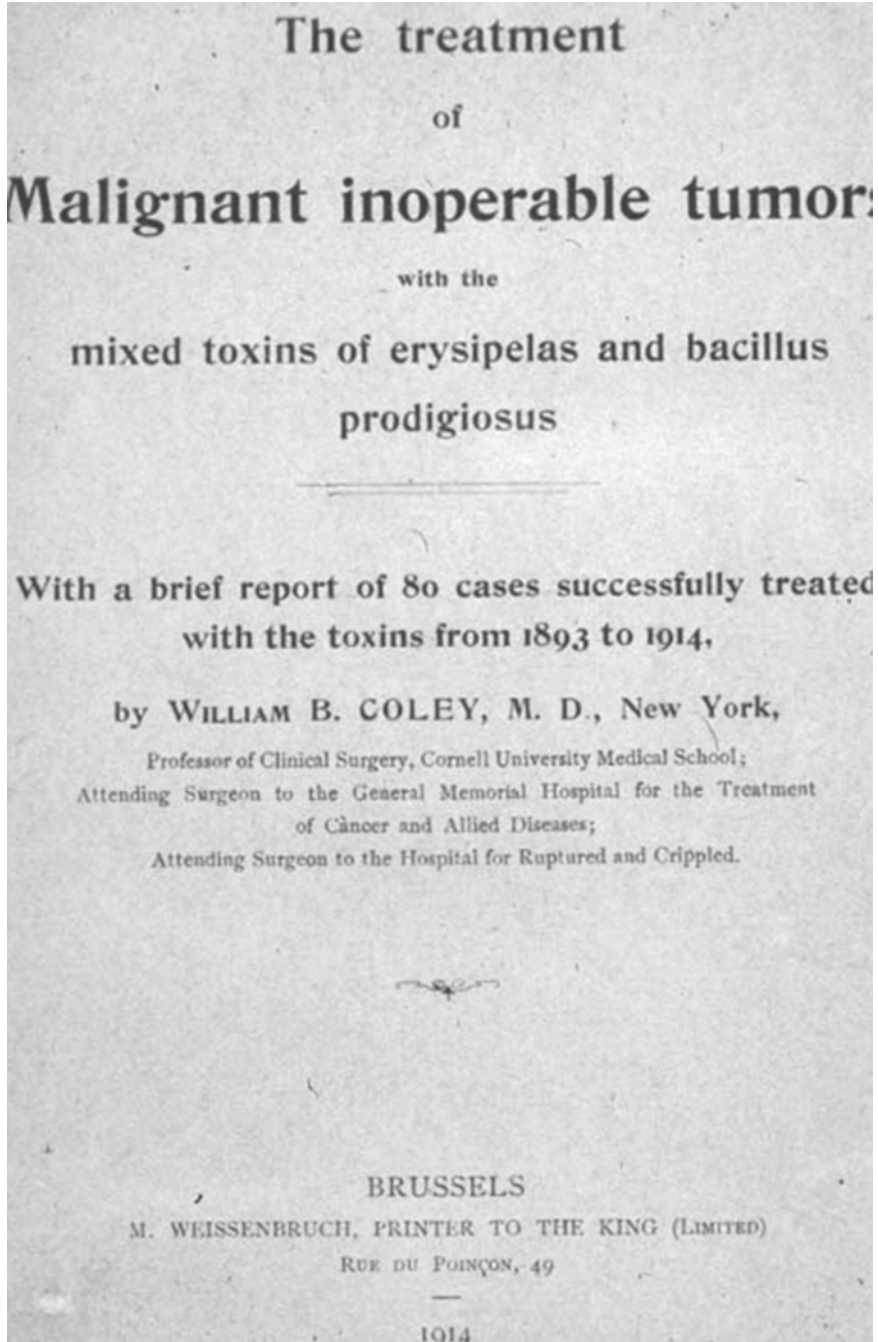 The treatment
of
Malignant inoperable tumors
with the
mixed toxins of erysipelas and bacillus
prodigiosus
With a brief report of 80 cases successfully treated
with the toxins from 1893 to 1914,
by WILLIAM B. COLEY, M. D., New York,
Professor of Clinical Surgery, Cornell University Medical School;
Attending Surgeon to the General Memorial Hospital for the Treatment
of Cancer and Allied Diseases;
Attending Surgeon to the Hospital for Ruptured and Crippled.
BRUSSELS
M. WEISSENBRUCH, PRINTER TO THE KING (LIMITED)
RUE DU POINÇON, 49
1914